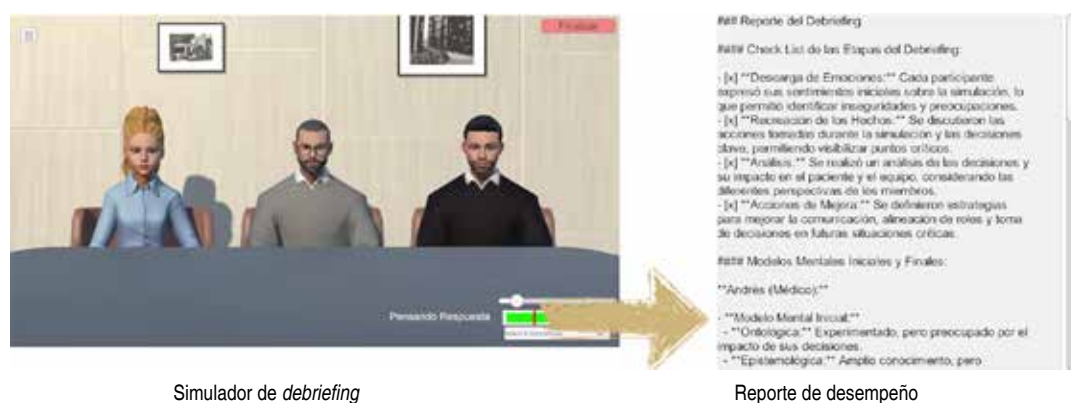 Finalizar
Pensando Respuesta
### Reporte del Debriefing
#### Check List de las Etapas del Debriefing:
- [x] **Descarga de Emociones:** Cada participante
expresó sus sentimientos iniciales sobre la simulación, lo
que permitió identificar inseguridades y preocupaciones.
- [x] **Recreación de los Hechos:** Se discutieron las
acciones tomadas durante la simulación y las decisiones
clave, permitiendo visibilizar puntos críticos.
- [x] **Análisis:** Se realizó un análisis de las decisiones y
su impacto en el paciente y el equipo, considerando las
diferentes perspectivas de los miembros.
- [x] **Acciones de Mejora:** Se definieron estrategias
para mejorar la comunicación, alineación de roles y toma
de decisiones en futuras situaciones críticas.
#### Modelos Mentales Iniciales y Finales:
**Andrés (Médico):**
- **Modelo Mental Inicial:**
- **Ontológica:** Experimentado, pero preocupado por el
impacto de sus decisiones.
- **Epistemológica:** Amplio conocimiento, pero
Simulador de debriefing
Reporte de desempeño